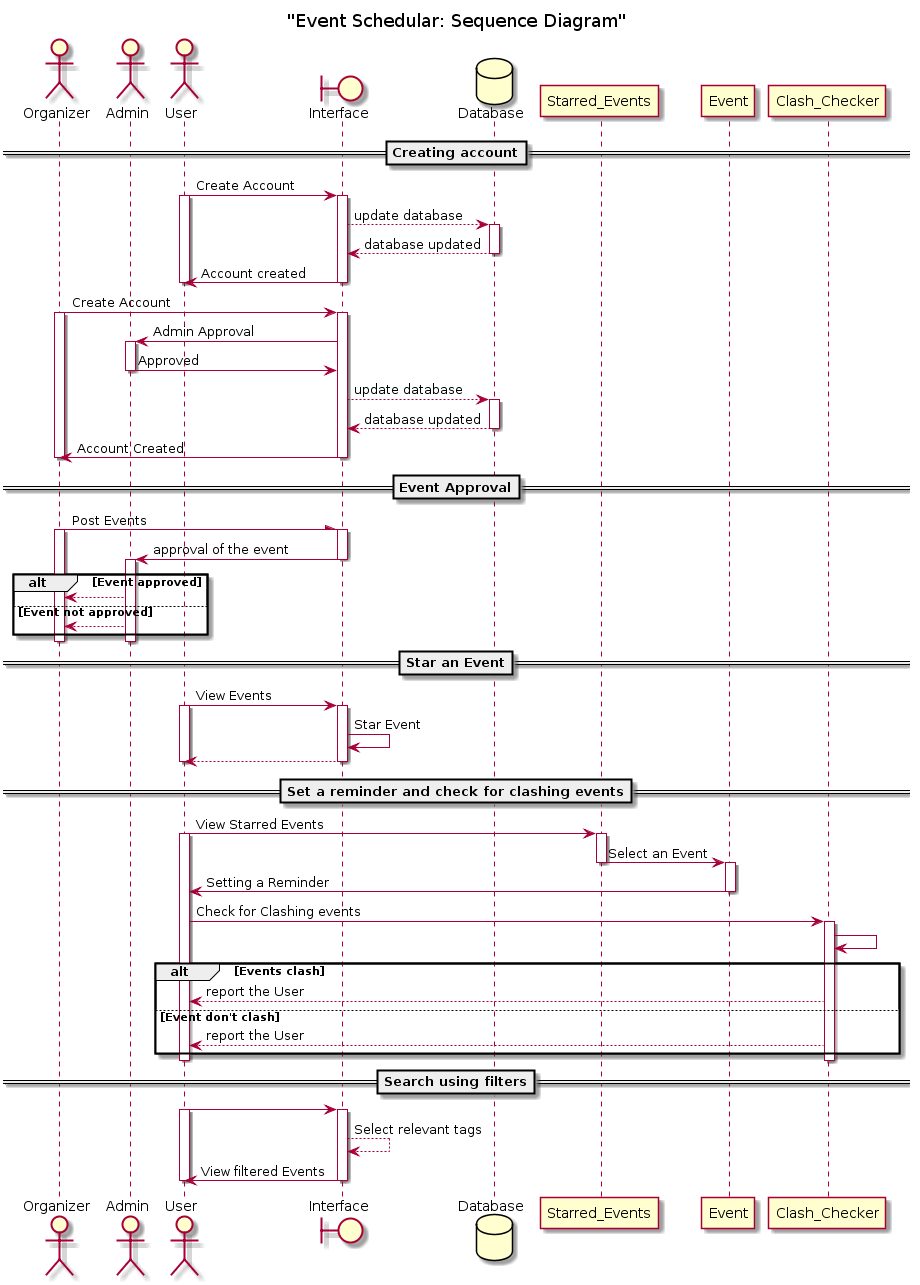 "Event Schedular: Sequence Diagram"
Organizer Admin User Interface Database Starred_Events Event Clash_Checker
Creating account
Create Account
update database
database updated
Account created
Create Account
Admin Approval
Approved
update database
database updated
Account Created
Event Approval
Post Events
approval of the event
alt [Event approved]
[Event not approved]
Star an Event
View Events
Star Event
Set a reminder and check for clashing events
View Starred Events
Select an Event
Setting a Reminder
Check for Clashing events
alt [Events clash]
report the User
[Event don't clash]
report the User
Search using filters
Select relevant tags
View filtered Events
Organizer Admin User Interface Database Starred_Events Event Clash_Checker